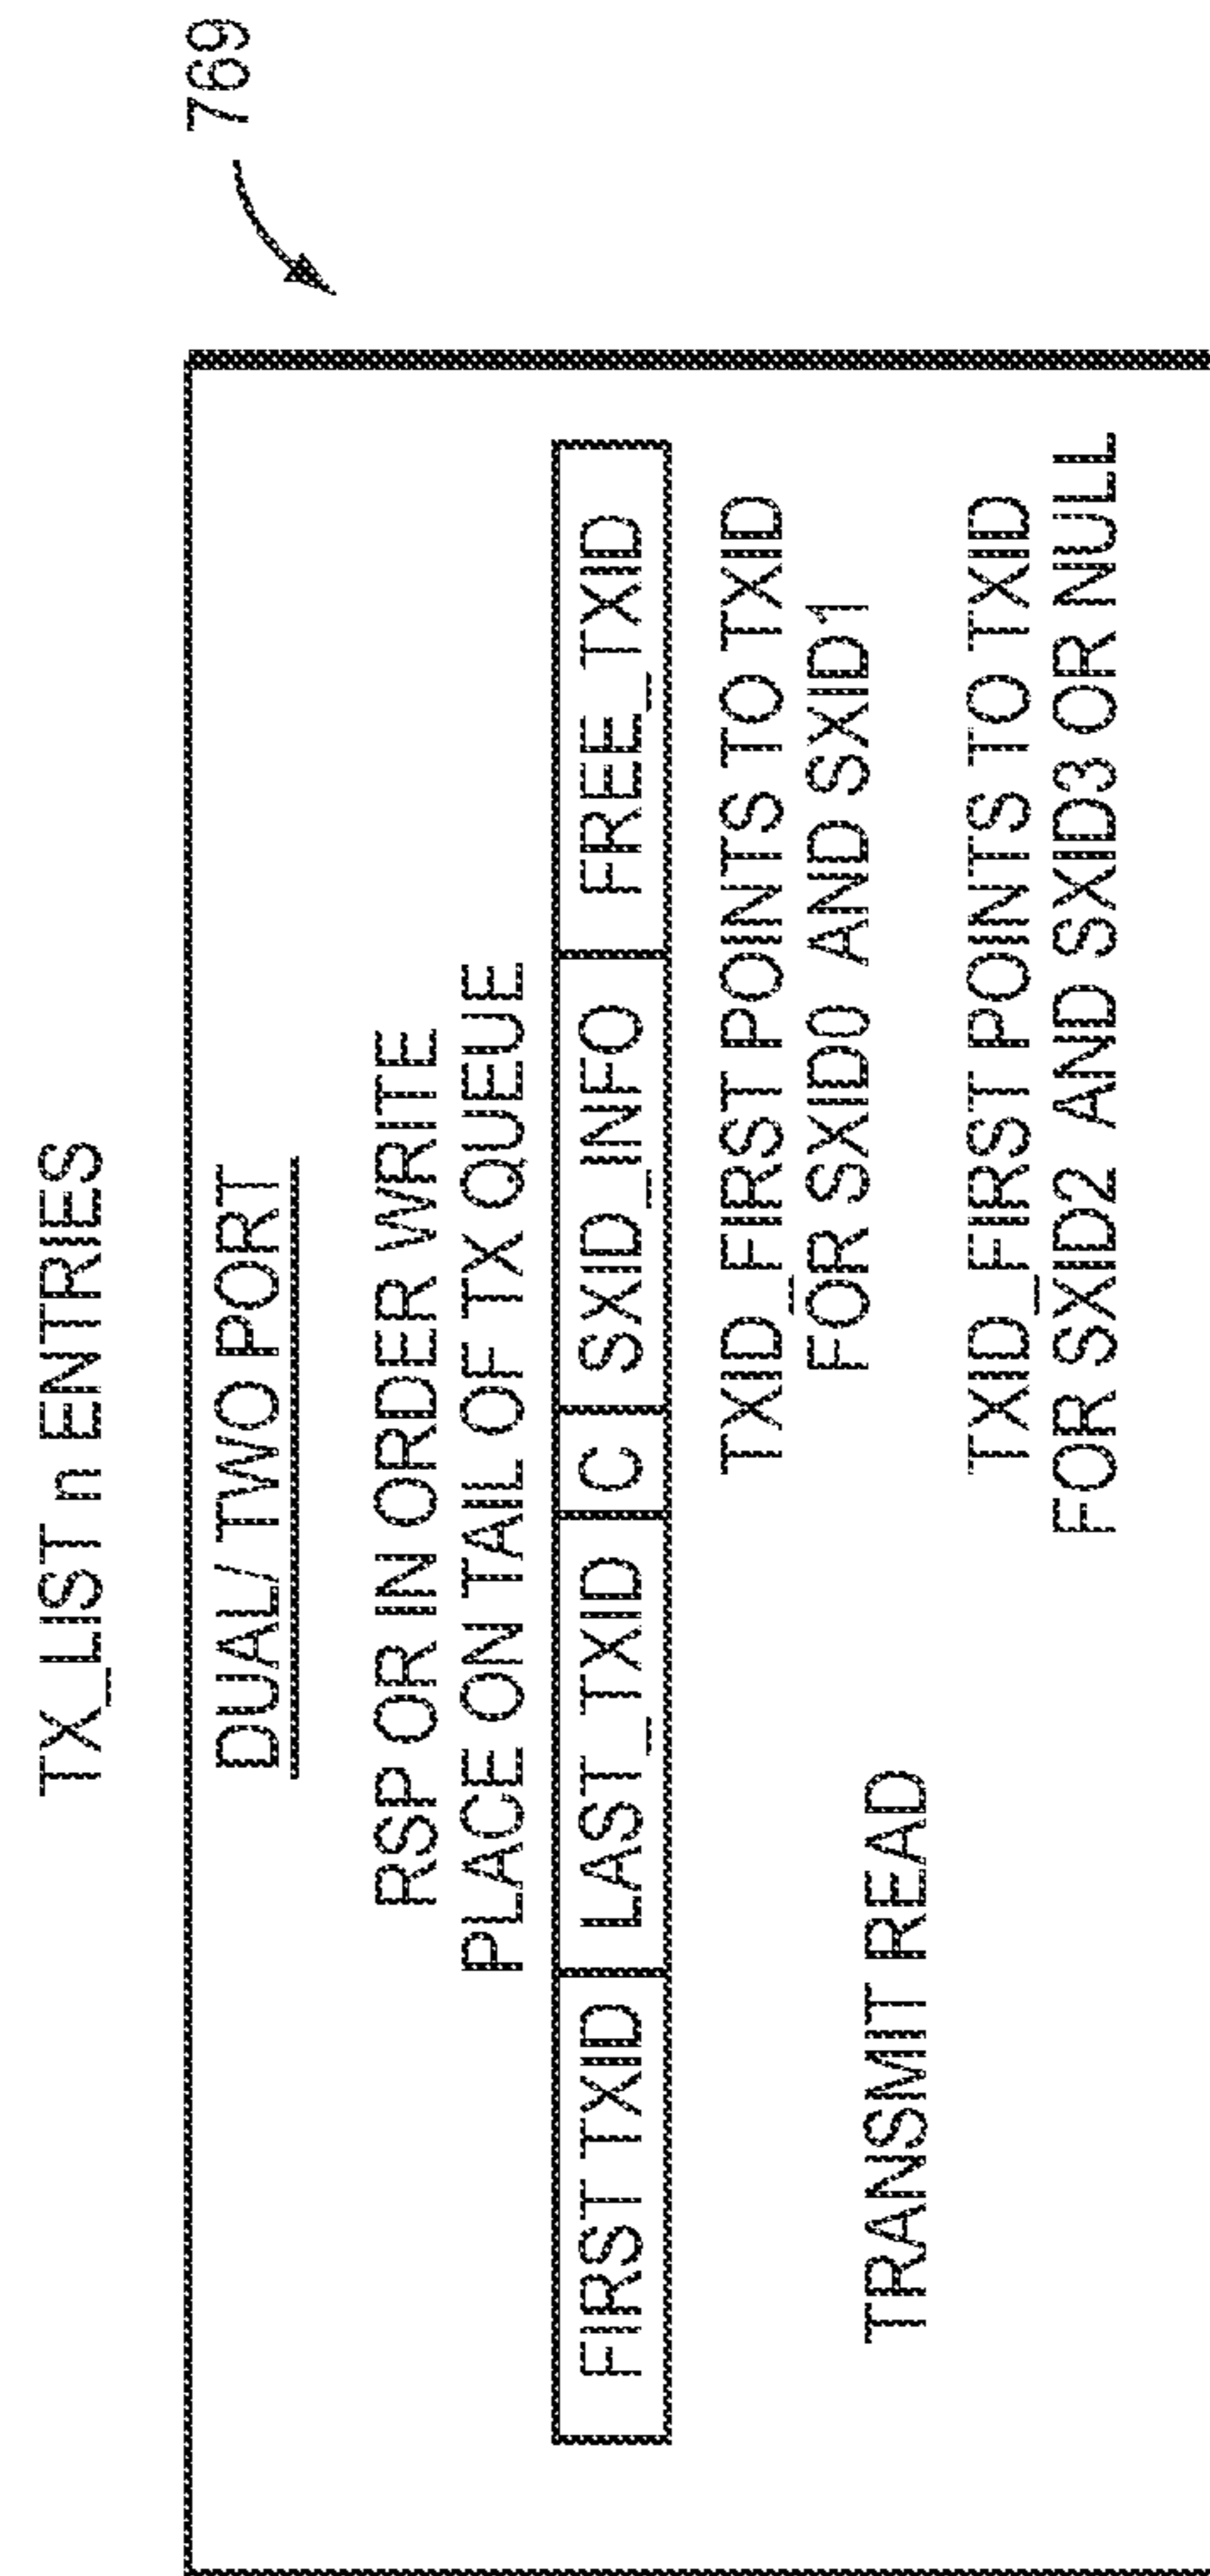 769
TX_LIST n ENTRIES
DUAL/ TWO PORT
RSP OR IN ORDER WRITE
PLACE ON TAIL OF TX QUEUE
FIRST TXID LAST_TXID C SXID_INFO FREE_TXID
TXID_FIRST POINTS TO TXID
FOR SXID0 AND SXID1
TRANSMIT READ
TXID_FIRST POINTS TO TXID
FOR SXID2 AND SXID3 OR NULL